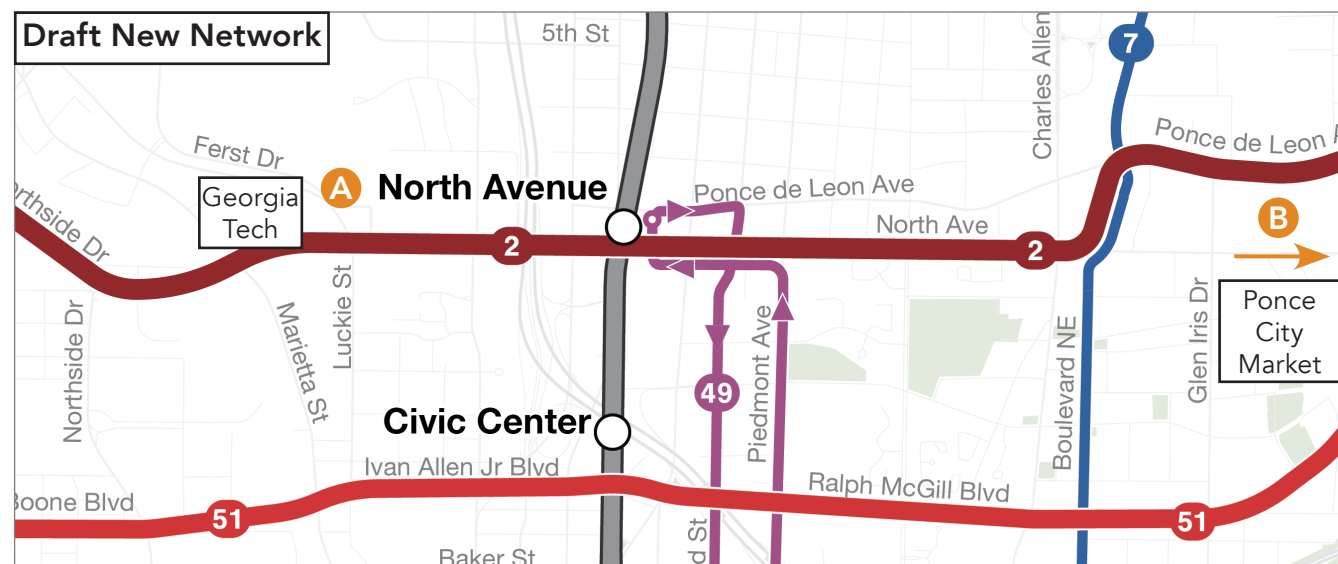 Draft New Network
5th St
Charles Allen
7
Ferst Dr
Ponce de Leon
A
North Avenue
Ponce de Leon Ave
Georgia
Tech
Northside Dr
2
North Ave
2
B
Luckie St
Marietta St
Northside Dr
Piedmont Ave
Boulevard NE
Glen Iris Dr
Ponce
City
Market
49
Civic Center
Ivan Allen Jr Blvd
Ralph McGill Blvd
Boone Blvd
51
51
d St
Baker St